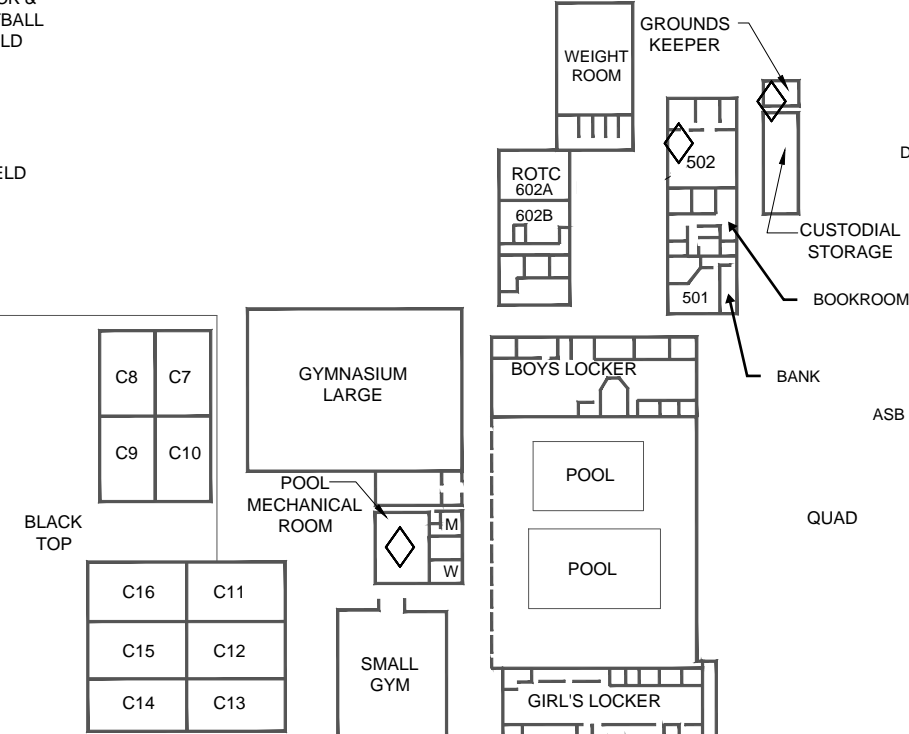 GROUNDS
KEEPER
WEIGHT
ROOM
502
ROTC
602A
602B
CUSTODIAL
STORAGE
501
BOOKROOM
BANK
C8
C7
C9
C10
GYMNASIUM
LARGE
BOYS LOCKER
ASB
POOL
MECHANICAL
ROOM
M
W
POOL
POOL
QUAD
BLACK
TOP
C16
C11
C15
C12
C14
C13
SMALL
GYM
GIRL'S LOCKER